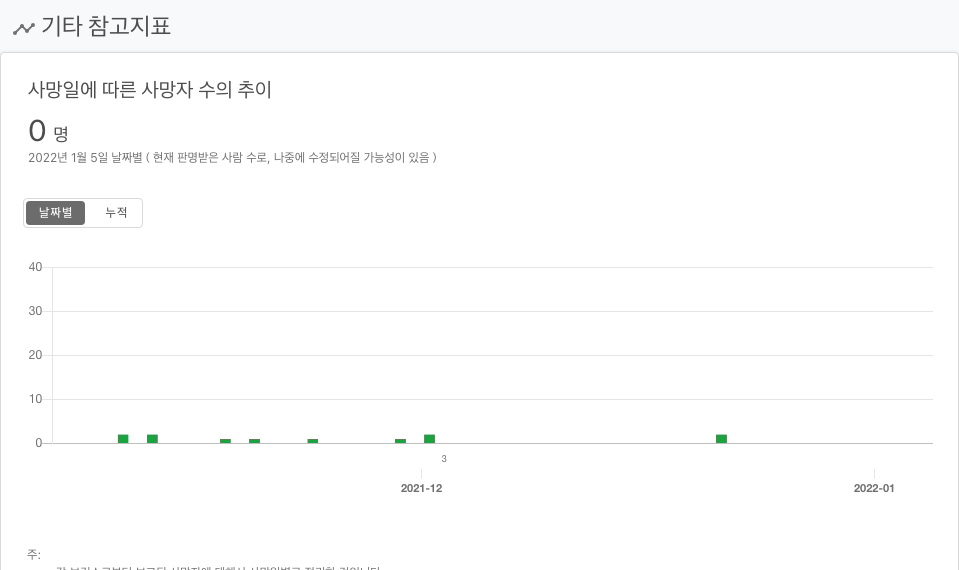 기타 참고지표
사망일에 따른 사망자 수의 추이
0 명
2022년 1월 5일 날짜별 ( 현재 판명받은 사람 수로, 나중에 수정되어질 가능성이 있음 )
날짜별 누적
40
30
20
10
0
3
2021-12 2022-01
주: